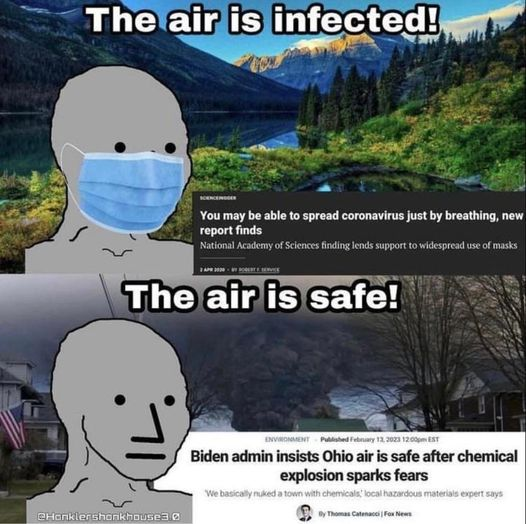 The air is infected!
SCIENCEINSIDER
You may be able to spread coronavirus just by breathing, new
report finds
National Academy of Sciences finding lends support to widespread use of masks
2 APR 2020 · BY ROBERT F. SERVICE
The air is safe!
ENVIRONMENT · Published February 13, 2023 12:00pm EST
Biden admin insists Ohio air is safe after chemical
explosion sparks fears
'We basically nuked a town with chemicals,' local hazardous materials expert says
By Thomas Catenacci | Fox News
@Honklershonkhouse3.0